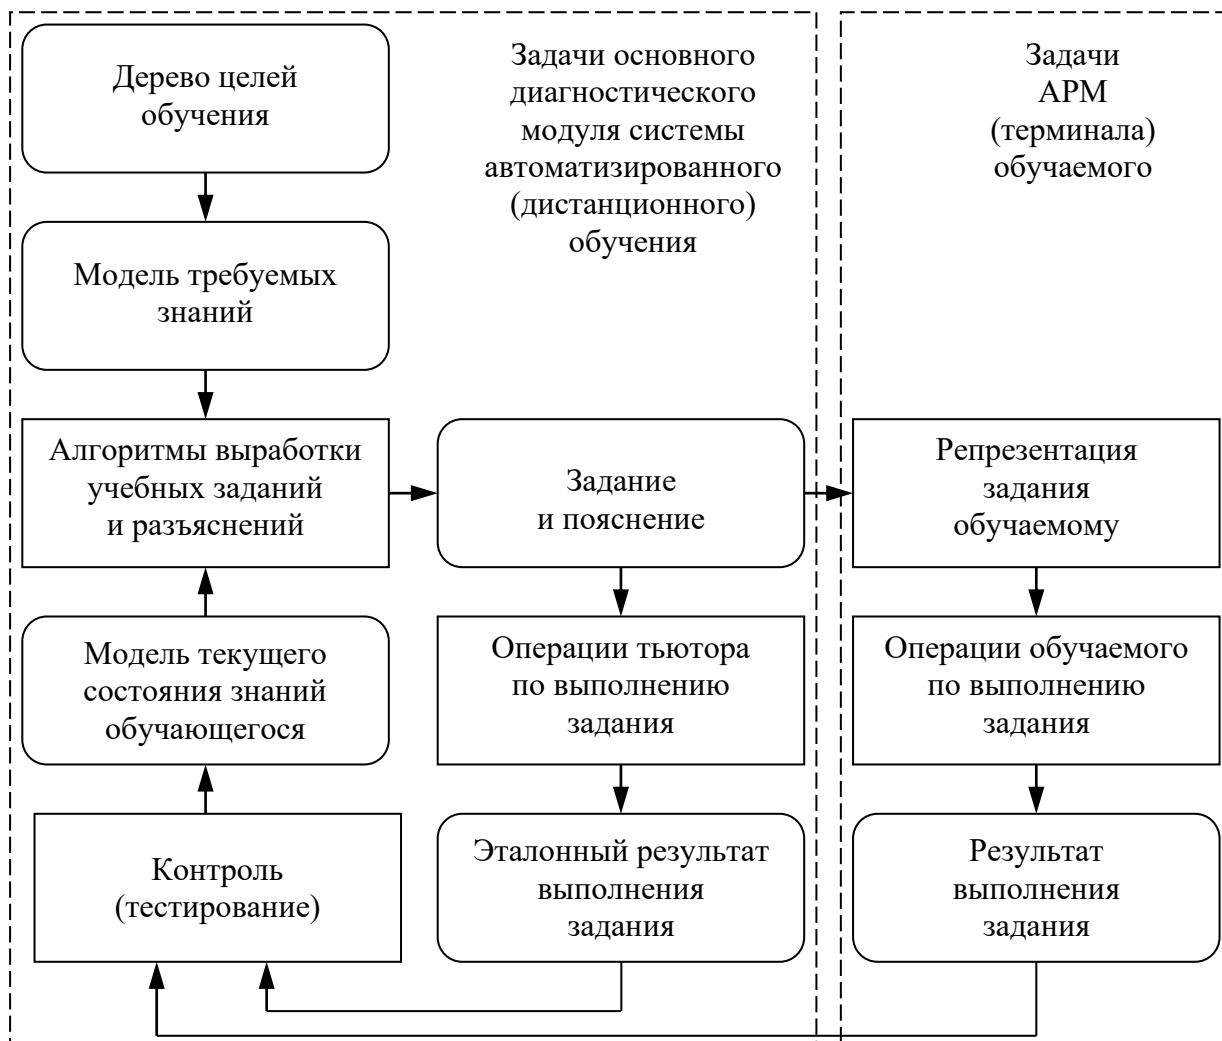 Дерево целей
обучения
Задачи основного
диагностического
модуля системы
автоматизированного
(дистанционного)
обучения
Задачи
АРМ
(терминала)
обучаемого
Модель требуемых
знаний
Алгоритмы выработки
учебных заданий
и разъяснений
Задание
и пояснение
Репрезентация
задания
обучаемому
Модель текущего
состояния знаний
обучающегося
Операции тьютора
по выполнению
задания
Операции обучаемого
по выполнению
задания
Контроль
(тестирование)
Эталонный результат
выполнения
задания
Результат
выполнения
задания